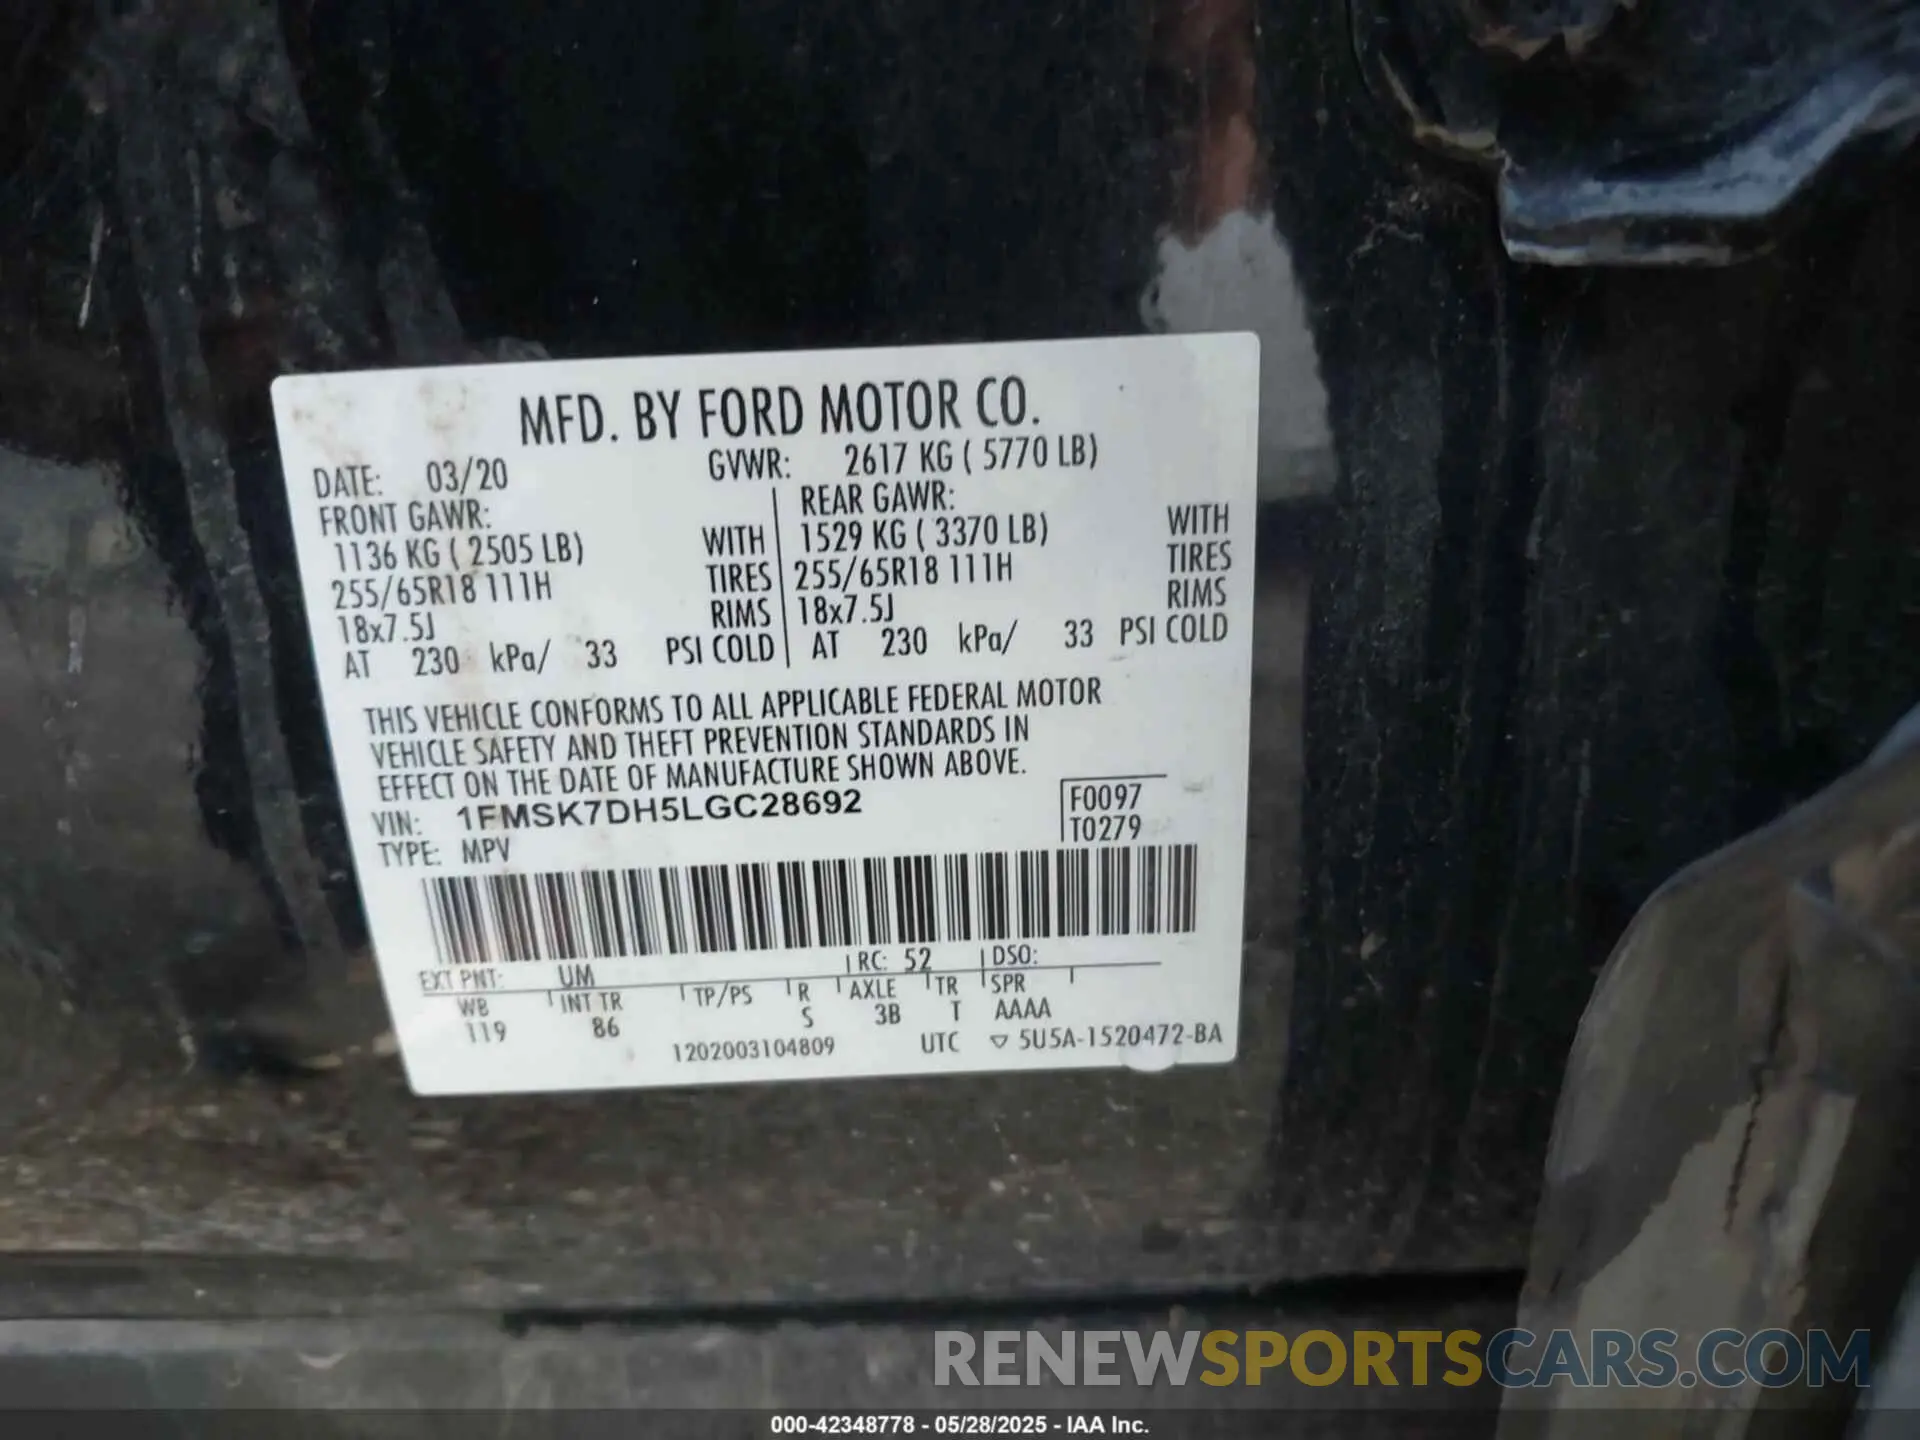 MFD. BY FORD MOTOR CO.
DATE: 03/20 GVWR: 2617 KG ( 5770 LB)
FRONT GAWR: REAR GAWR:
1136 KG ( 2505 LB) WITH 1529 KG ( 3370 LB) WITH
255/65R18 111H TIRES 255/65R18 111H TIRES
18x7.5J RIMS 18x7.5J RIMS
AT 230 kPa/ 33 PSI COLD AT 230 kPa/ 33 PSI COLD
THIS VEHICLE CONFORMS TO ALL APPLICABLE FEDERAL MOTOR
VEHICLE SAFETY AND THEFT PREVENTION STANDARDS IN
EFFECT ON THE DATE OF MANUFACTURE SHOWN ABOVE.
VIN: 1FMSK7DH5LGC28692 F0097
TYPE: MPV T0279
EXT PNT: UM RC: 52 DSO:
WB INT TR TP/PS R AXLE TR SPR
119 86 S 3B T AAAA
1202003104809 UTC ▽ 5U5A-1520472-BA
RENEWSPORTSCARS.COM
000-42348778 - 05/28/2025 - IAA Inc.